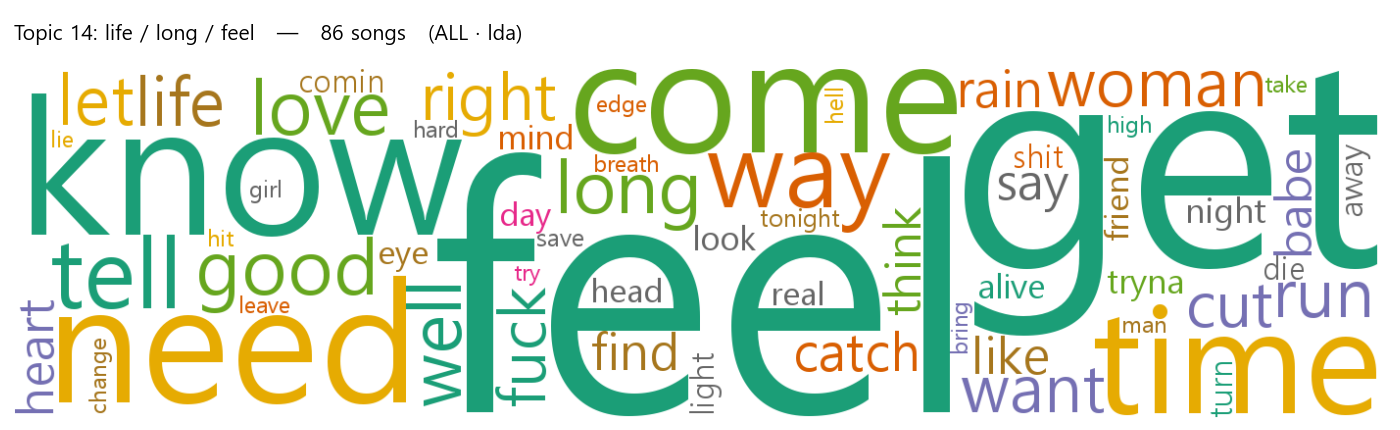 Topic 14: life / long / feel — 86 songs (ALL · lda)
let
life
comin
love
right
come
edge
hell
rain
woman
take
lie
know
girl
hard
mind
breath
way
long
get
high
shit
say
friend
night
babe
away
day
tonight
save
look
think
tell
hit
good
eye
try
feel
head
real
alive
tryna
die
leave
heart
need
change
well
fuck
find
light
catch
bring
like
want
man
time
turn
cut
run